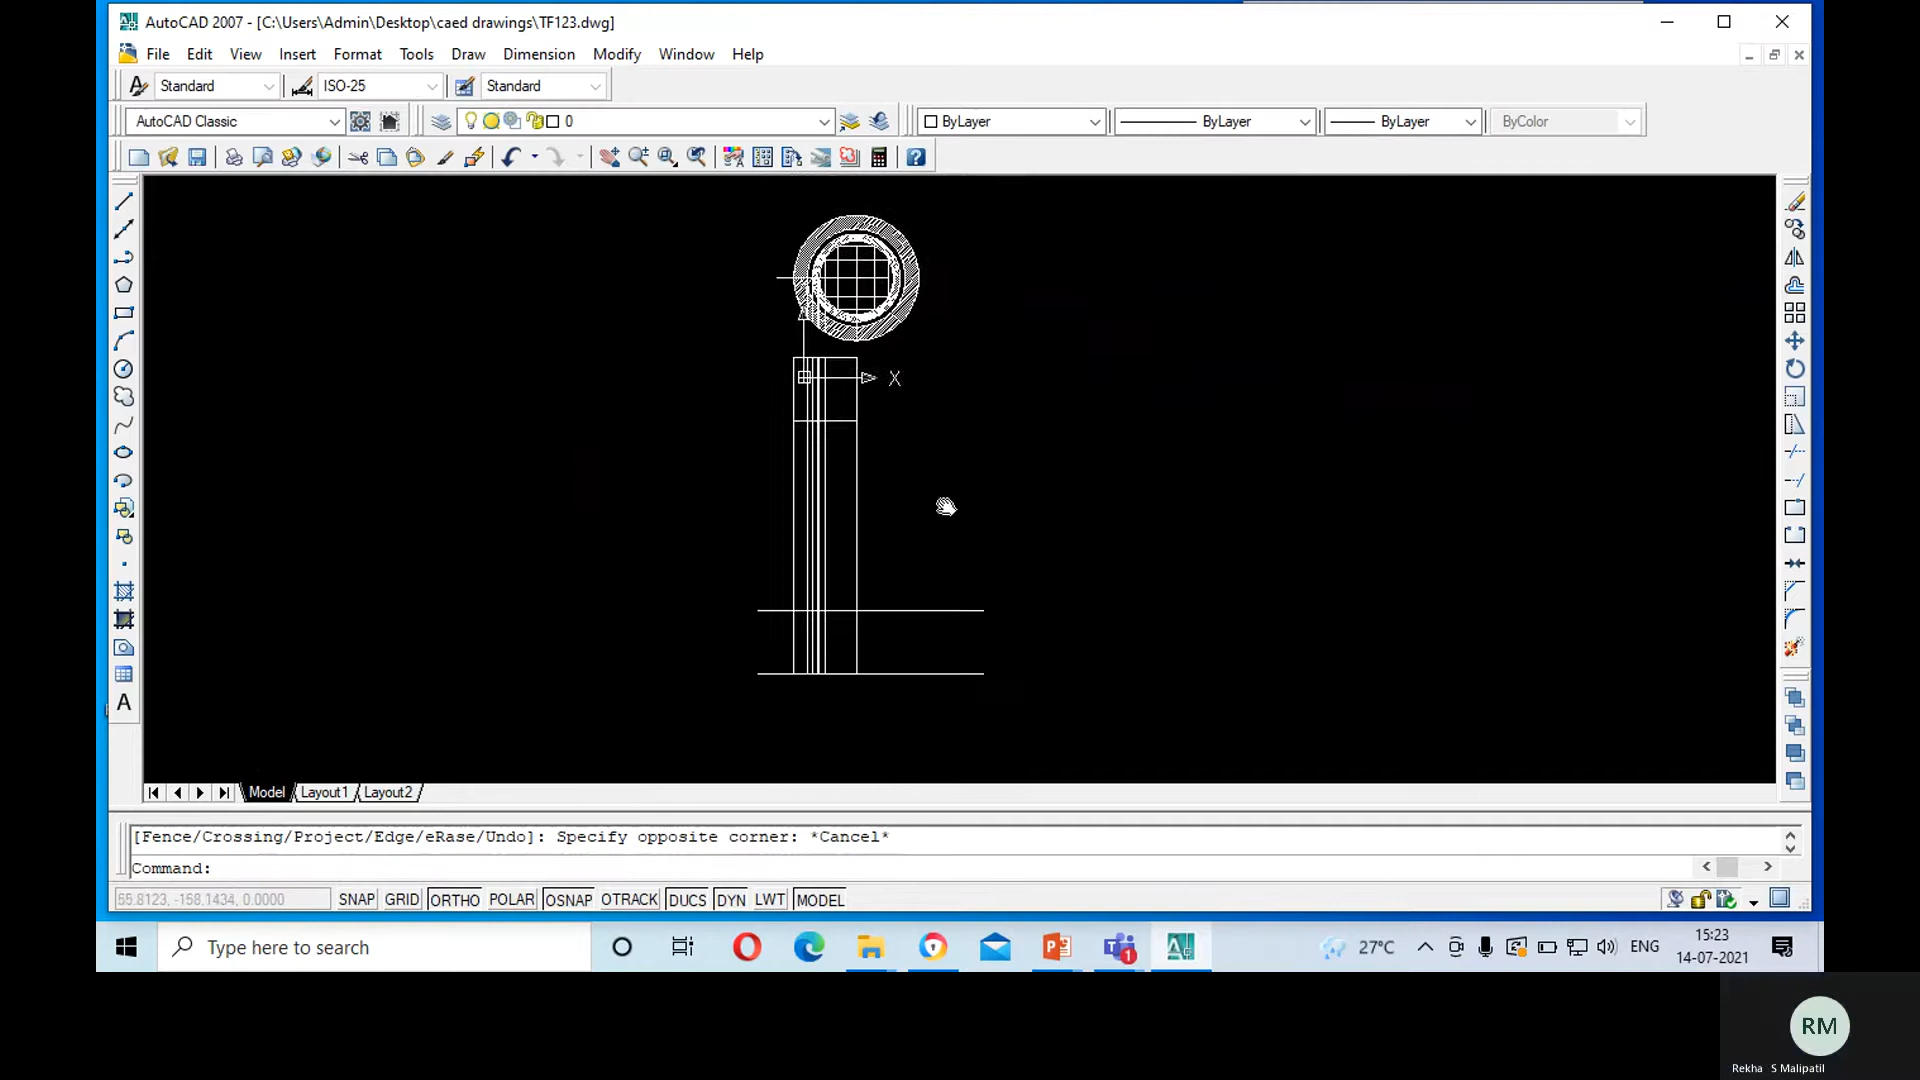 AutoCAD 2007 - [C:\Users\Admin\Desktop\caed drawings\TF123.dwg]
File Edit View Insert Format Tools Draw Dimension Modify Window Help
Standard ISO-25 Standard
AutoCAD Classic 0 ByLayer ByLayer ByLayer ByColor
X
A
Model Layout1 Layout2
[Fence/Crossing/Project/Edge/eRase/Undo]: Specify opposite corner: *Cancel*
Command:
55.8123, -158.1434, 0.0000 SNAP GRID ORTHO POLAR OSNAP OTRACK DUCS DYN LWT MODEL
Type here to search 1 27°C ENG 15:23
14-07-2021
RM
Rekha S Malipatil